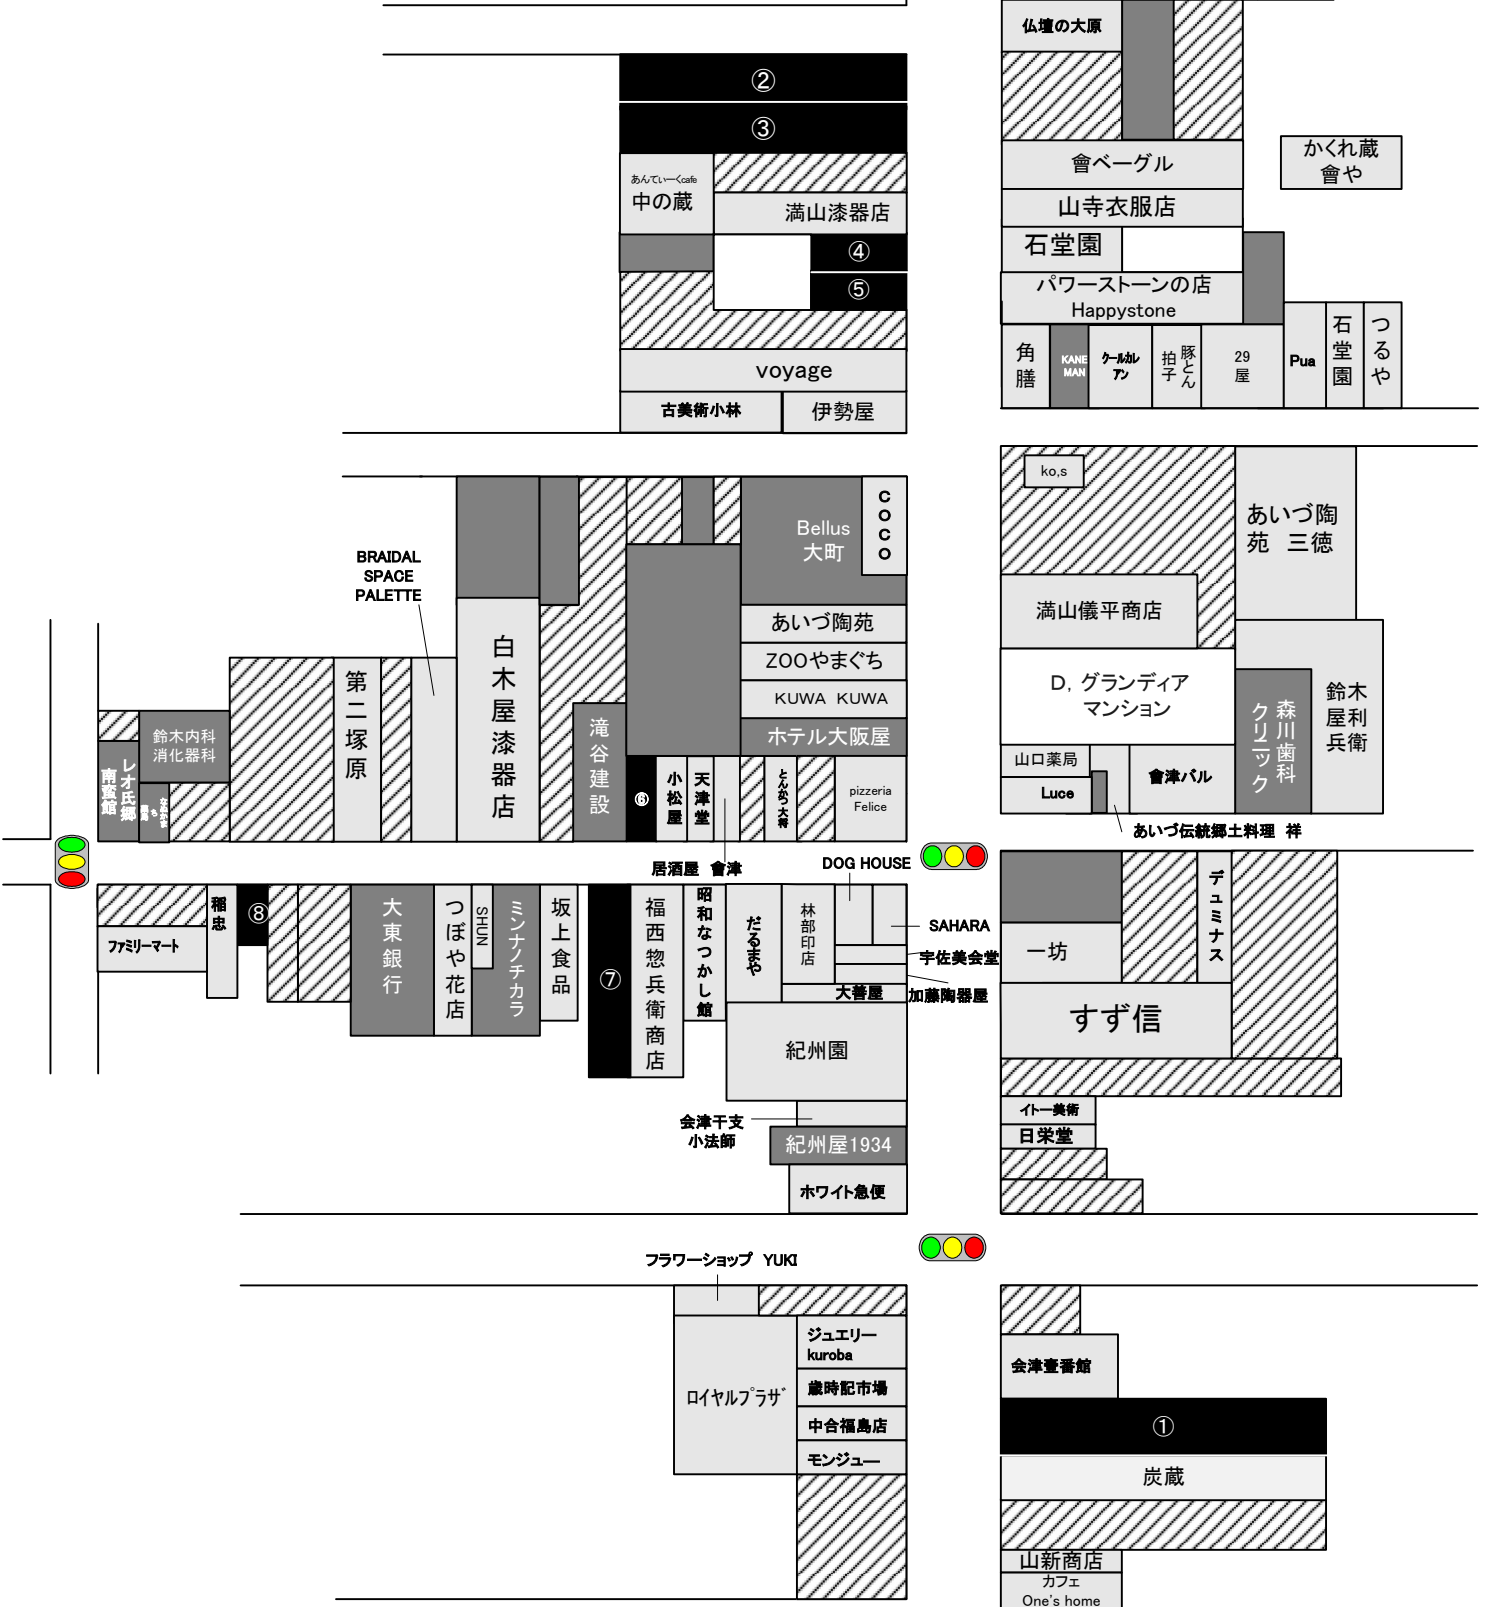 仏壇の大原
②
③
あんてぃーくcafe
中の蔵
満山漆器店
④
⑤
voyage
古美術小林
伊勢屋
會ベーグル
かくれ蔵
會や
山寺衣服店
石堂園
パワーストーンの店
Happystone
角膳
KANE
MAN
クールカレ
アン
豚とん
拍子
29
屋
Pua
石堂園
つるや
ko,s
あいづ陶
苑 三徳
満山儀平商店
D, グランディア
マンション
山口薬局
Luce
會津バル
森川歯科
クリニック
鈴木
屋利
兵衛
あいづ伝統郷土料理 祥
BRAIDAL
SPACE
PALETTE
Bellus
大町
COCO
あいづ陶苑
ZOOやまぐち
KUWA KUWA
ホテル大阪屋
白木屋漆器店
第二塚原
鈴木内科
消化器科
レオ氏郷
南蛮館
滝谷建設
⑥
小松屋
天津堂
とんかつ大将
pizzeria
Felice
居酒屋 會津
DOG HOUSE
ファミリーマート
稲忠
⑧
大東銀行
つぼや花店
SHUN
ミンナノチカラ
坂上食品
⑦
福西惣兵衛商店
昭和なつかし館
だるまや
林部印店
SAHARA
宇佐美会堂
大善屋
加藤陶器屋
紀州園
会津干支
小法師
紀州屋1934
ホワイト急便
一坊
デュミナス
すず信
イトー美術
日栄堂
フラワーショップ YUKI
ロイヤルプラザ
ジュエリー
kuroba
歳時記市場
中合福島店
モンジュー
会津壹番館
①
炭蔵
山新商店
カフェ
One's home